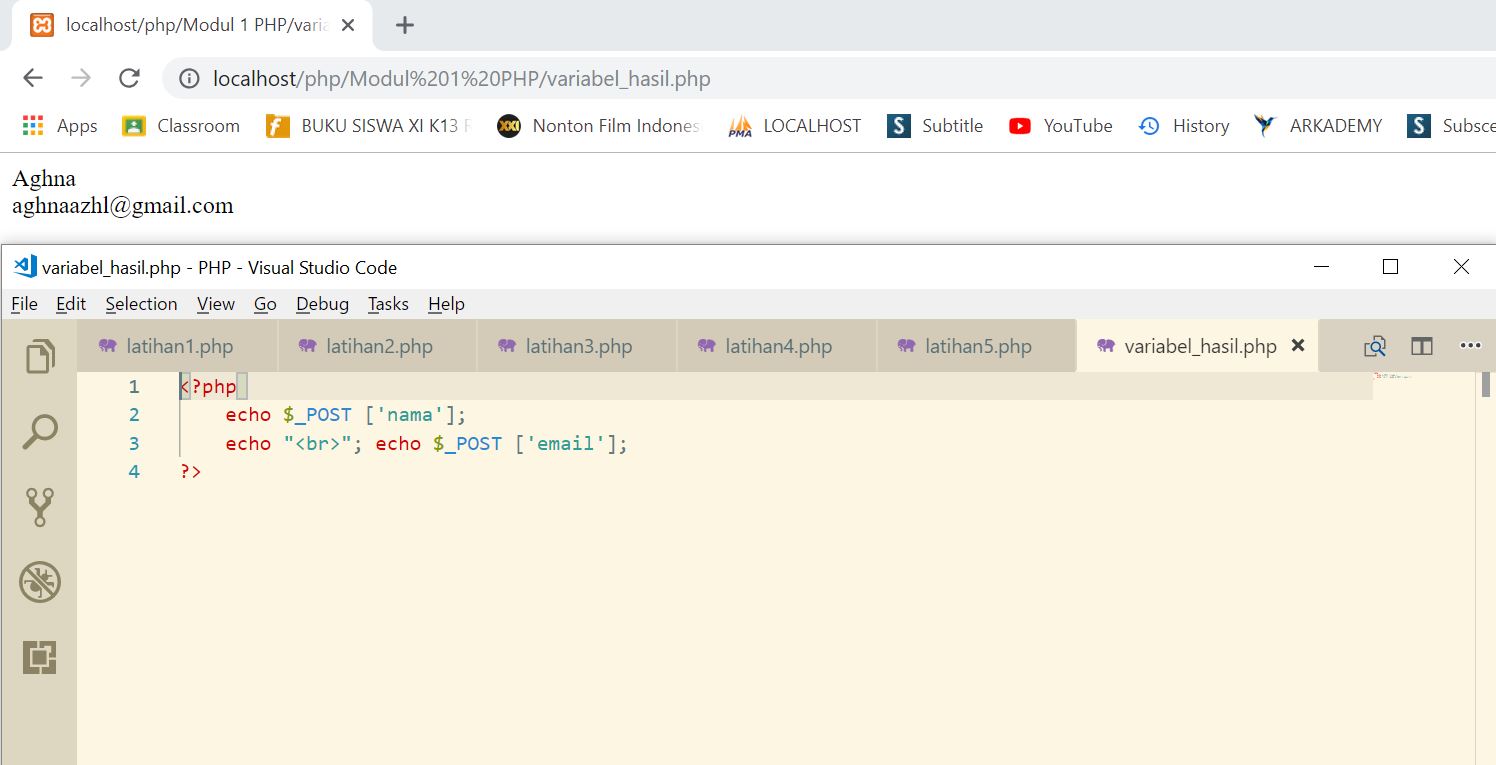 localhost/php/Modul 1 PHP/varia
localhost/php/Modul%201%20PHP/variabel_hasil.php
Apps Classroom BUKU SISWA XI K13 R Nonton Film Indones PMA LOCALHOST S Subtitle YouTube History ARKADEMY S Subsce
Aghna
aghnaazhl@gmail.com
variabel_hasil.php - PHP - Visual Studio Code
File Edit Selection View Go Debug Tasks Help
latihan1.php latihan2.php latihan3.php latihan4.php latihan5.php variabel_hasil.php
1 <?php
2 echo $_POST ['nama'];
3 echo "<br>"; echo $_POST ['email'];
4 ?>